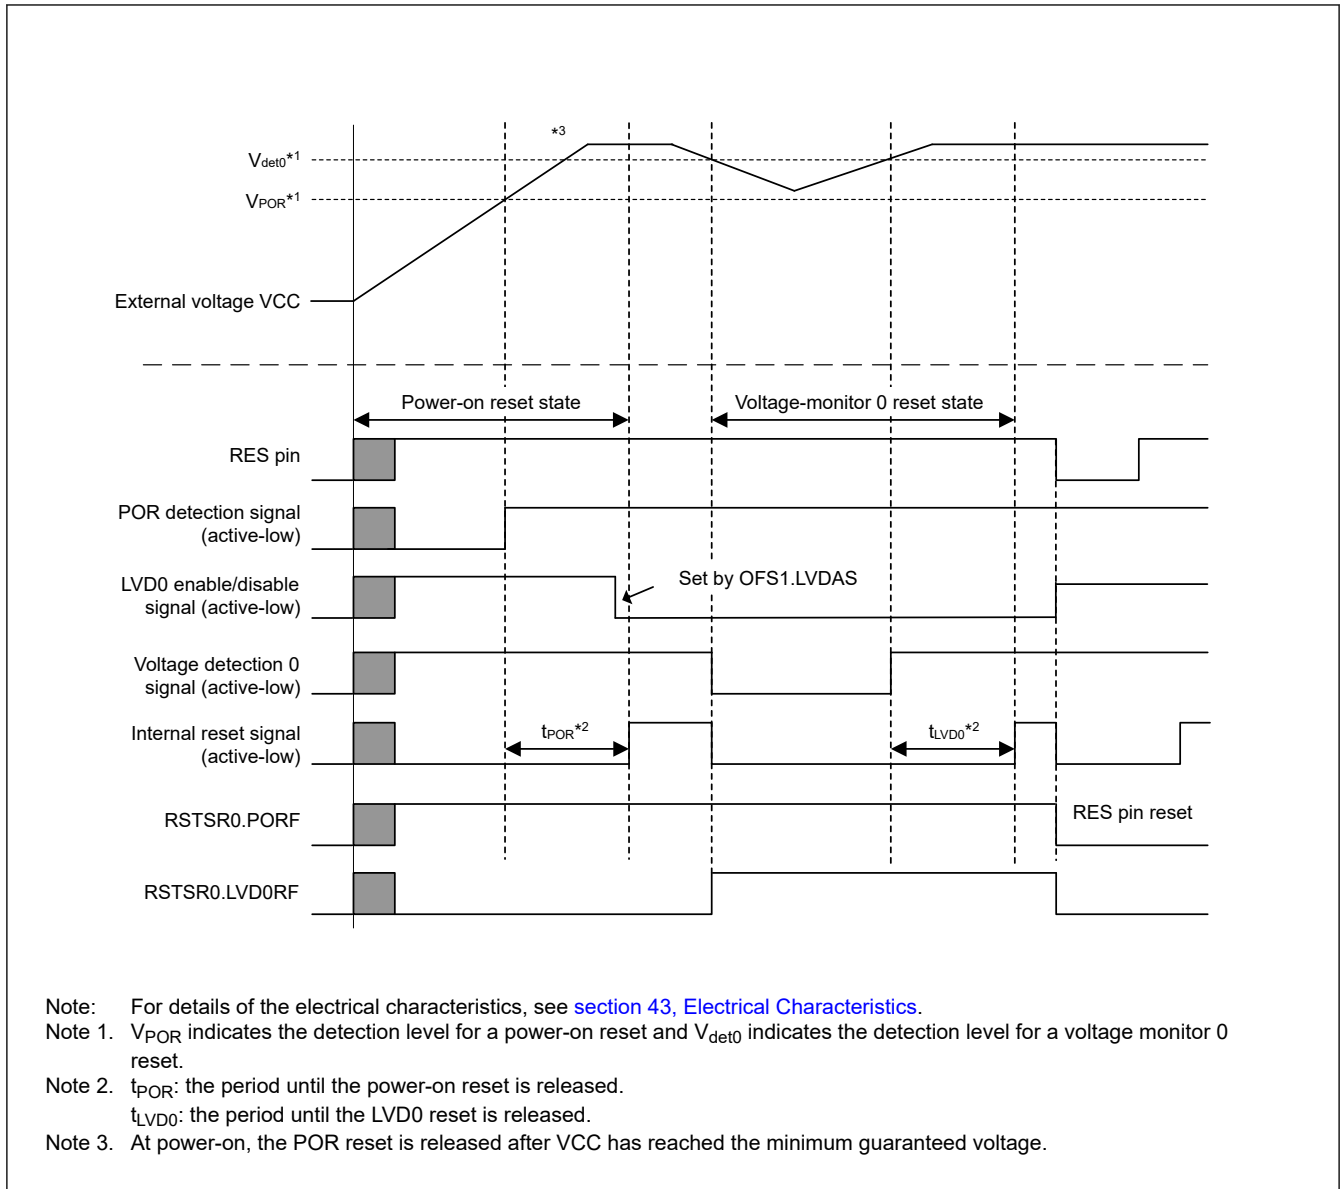 *3
Vdet0*1
VPOR*1
External voltage VCC
Power-on reset state
Voltage-monitor 0 reset state
RES pin
POR detection signal
(active-low)
LVD0 enable/disable
signal (active-low)
Set by OFS1.LVDAS
Voltage detection 0
signal (active-low)
Internal reset signal
(active-low)
tPOR*2
tLVD0*2
RSTSR0.PORF
RES pin reset
RSTSR0.LVD0RF
Note: For details of the electrical characteristics, see section 43, Electrical Characteristics.
Note 1. VPOR indicates the detection level for a power-on reset and Vdet0 indicates the detection level for a voltage monitor 0
reset.
Note 2. tPOR: the period until the power-on reset is released.
tLVD0: the period until the LVD0 reset is released.
Note 3. At power-on, the POR reset is released after VCC has reached the minimum guaranteed voltage.